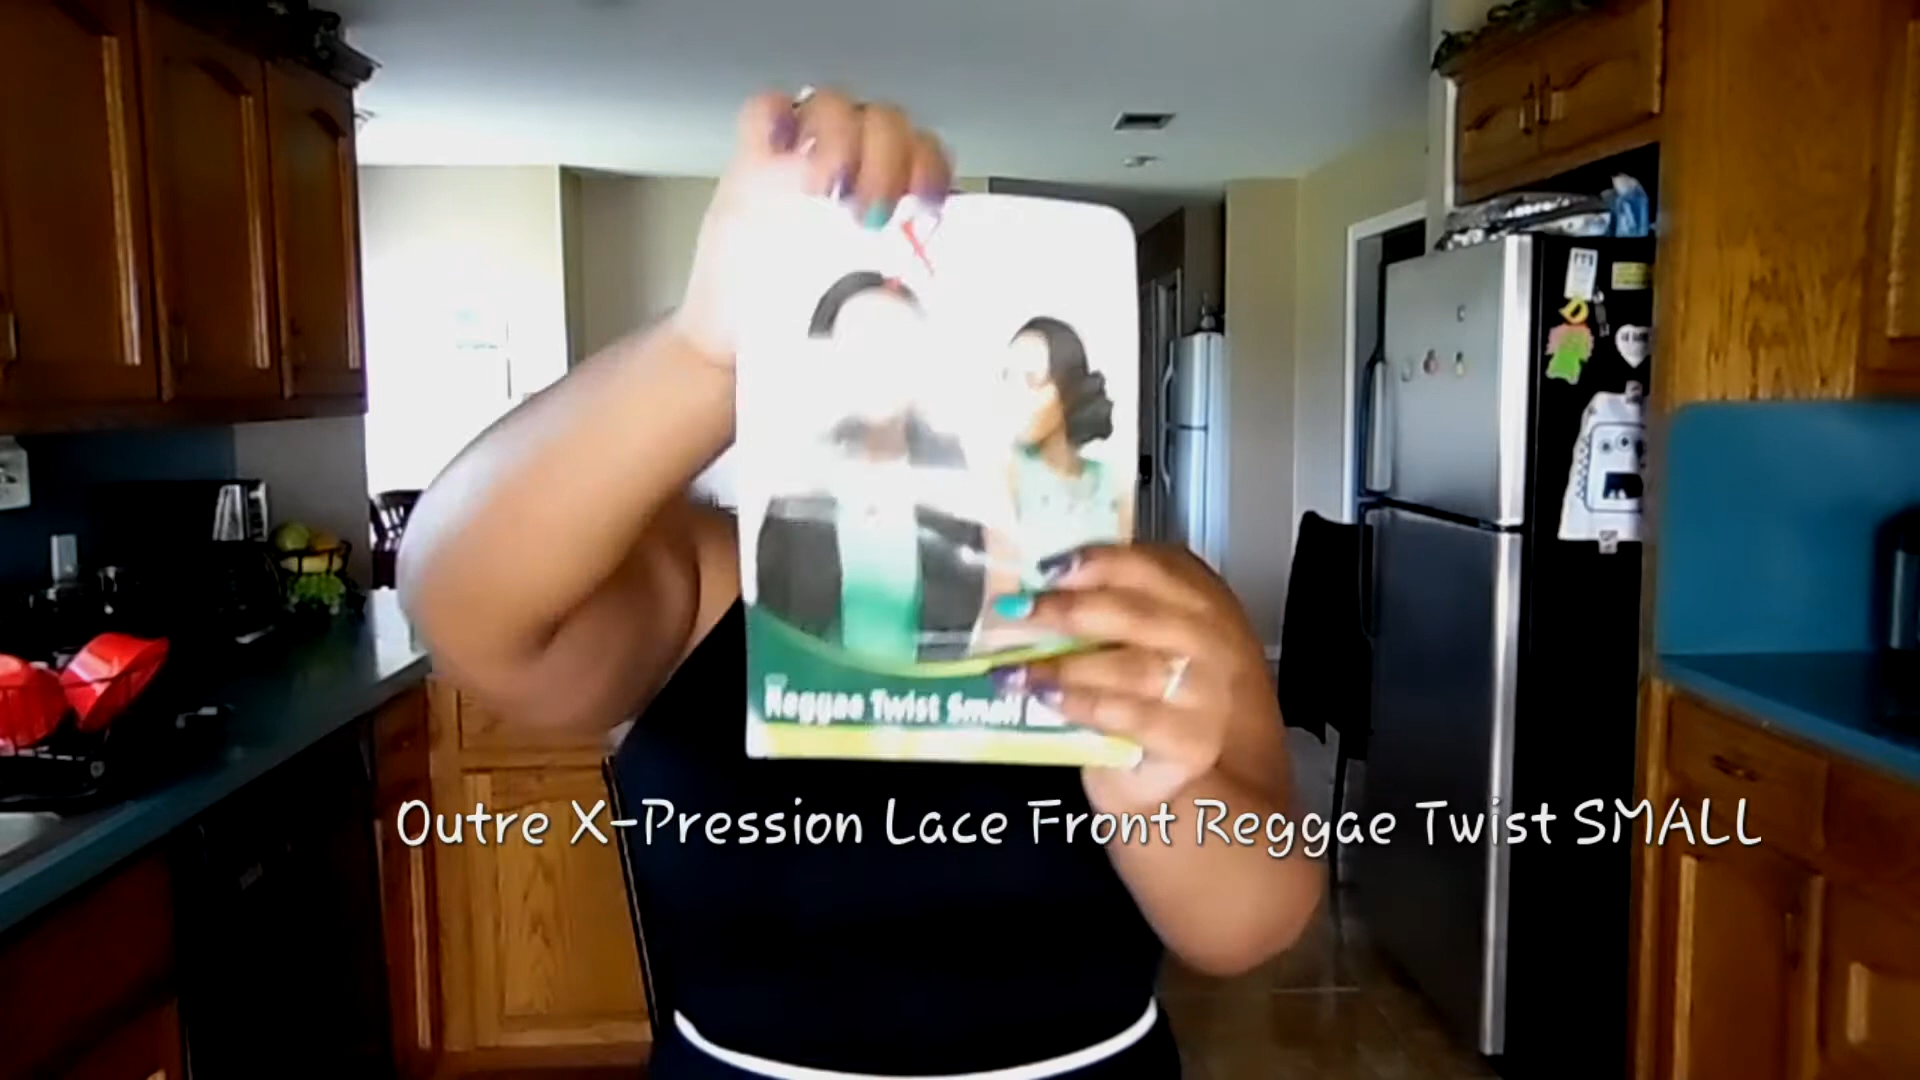 Reggae Twist Small
Outre X-Pression Lace Front Reggae Twist SMALL